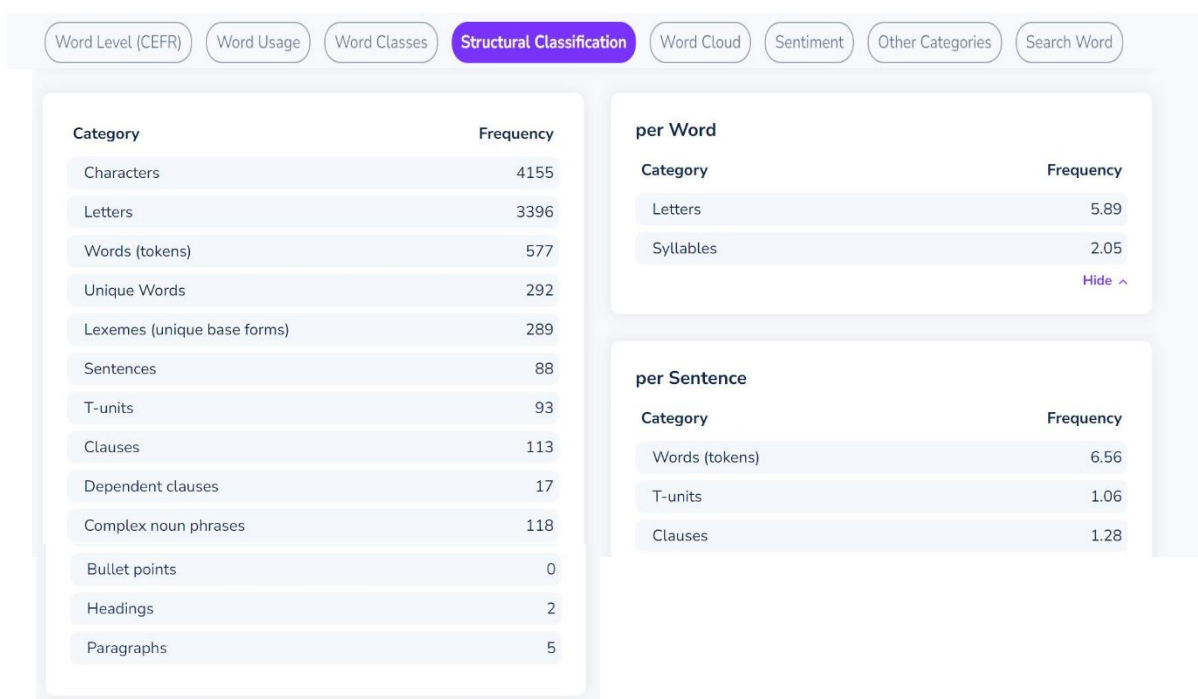 Word Level (CEFR) Word Usage Word Classes Structural Classification Word Cloud Sentiment Other Categories Search Word
Category Frequency
Characters 4155
Letters 3396
Words (tokens) 577
Unique Words 292
Lexemes (unique base forms) 289
Sentences 88
T-units 93
Clauses 113
Dependent clauses 17
Complex noun phrases 118
Bullet points 0
Headings 2
Paragraphs 5
per Word
Category Frequency
Letters 5.89
Syllables 2.05
Hide
per Sentence
Category Frequency
Words (tokens) 6.56
T-units 1.06
Clauses 1.28